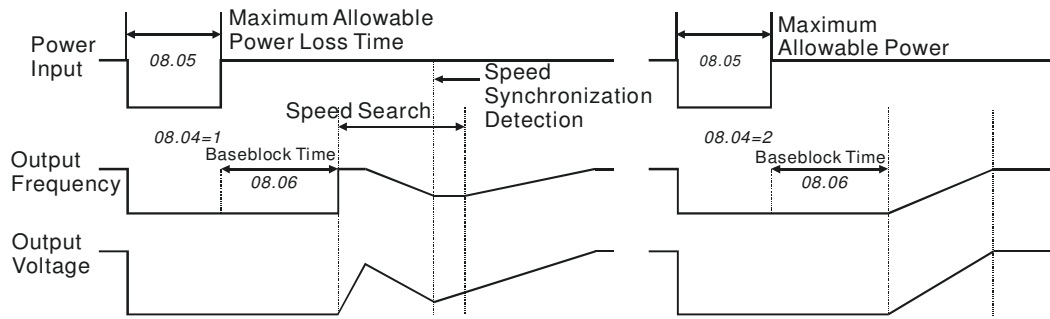 Power
Input
08.05
Maximum Allowable
Power Loss Time
Speed
Synchronization
Detection
Speed Search
08.04=1
Output
Frequency
Baseblock Time
08.06
Output
Voltage
08.05
Maximum
Allowable Power
08.04=2
Baseblock Time
08.06